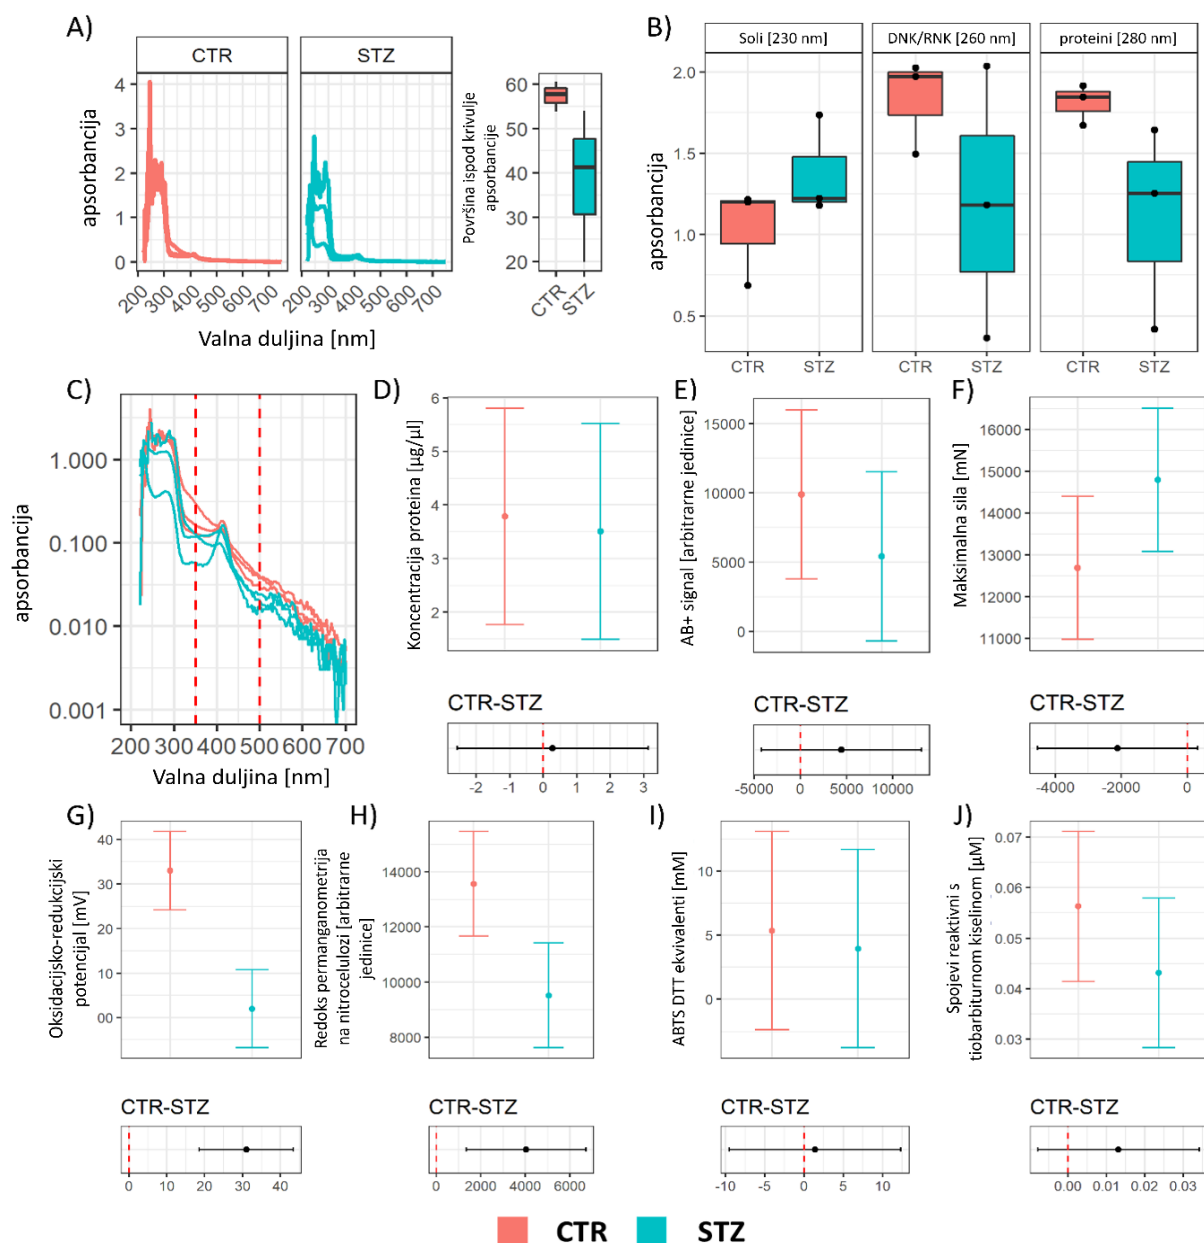 A)
CTR
STZ
apsorbancija
4
3
2
1
0
200
300
400
500
600
700
200
300
400
500
600
700
Valna duljina [nm]
Površina ispod krivulje
apsorbancije
60
50
40
30
20
CTR
STZ
B)
Soli [230 nm]
DNK/RNK [260 nm]
proteini [280 nm]
apsorbancija
2.0
1.5
1.0
0.5
CTR
STZ
CTR
STZ
CTR
STZ
C)
apsorbancija
1.000
0.100
0.010
0.001
200 300 400 500 600 700
Valna duljina [nm]
D)
Koncentracija proteina [µg/µl]
6
5
4
3
2
CTR-STZ
-2 -1 0 1 2 3
E)
AB+ signal [arbitrarne jedinice]
15000
10000
5000
0
CTR-STZ
-5000 0 5000 10000
F)
Maksimalna sila [mN]
16000
15000
14000
13000
12000
11000
CTR-STZ
-4000 -2000 0
G)
Oksidacijsko-redukcijski
potencijal [mV]
40
30
20
10
00
CTR-STZ
0 10 20 30 40
H)
Redoks permanganometrija
na nitrocelulozi [arbitrarne
jedinice]
14000
12000
10000
8000
CTR-STZ
0 2000 4000 6000
I)
ABTS DTT ekvivalenti [mM]
10
5
0
CTR-STZ
-10 -5 0 5 10
J)
Spojevi reaktivni s
tiobarbiturnom kiselinom [µM]
0.07
0.06
0.05
0.04
0.03
CTR-STZ
0.00 0.01 0.02 0.03
CTR STZ